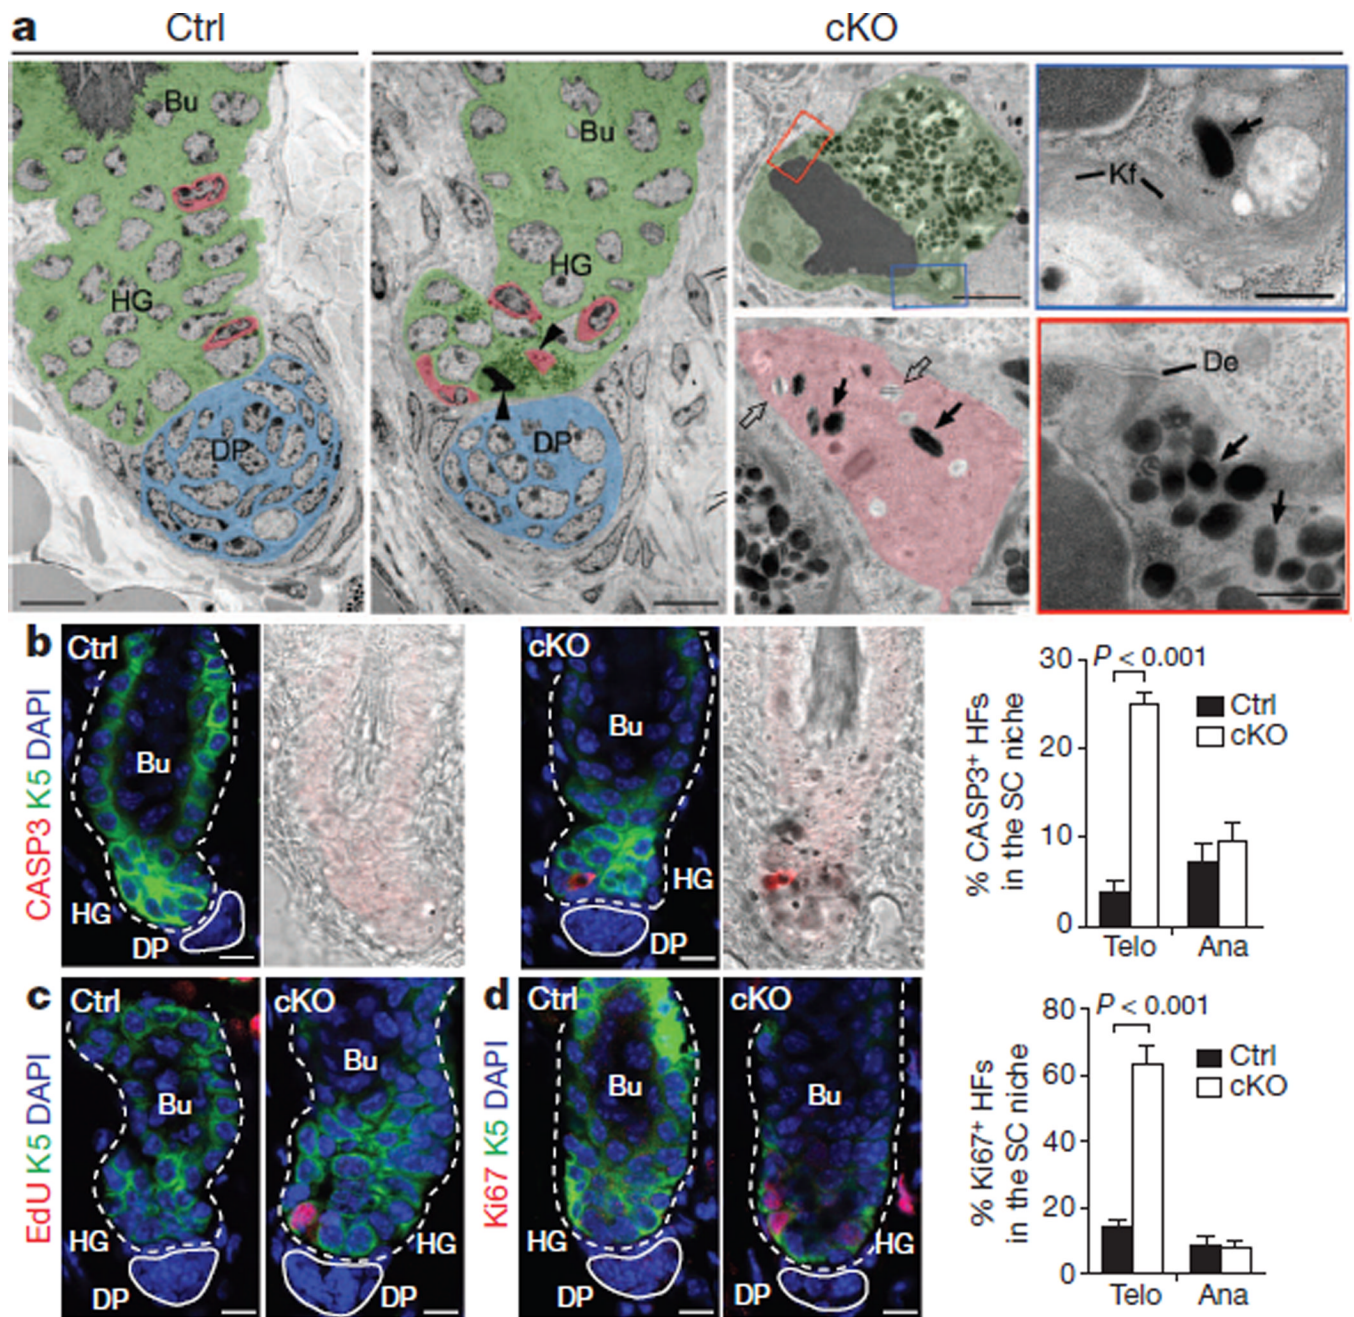 a Ctrl cKO
Bu
HG
DP
Bu
HG
DP
Kf
De
b Ctrl
CASP3 K5 DAPI
Bu
HG
DP
cKO
Bu
HG
DP
% CASP3+ HFs
in the SC niche
30
20
10
0
P < 0.001
Ctrl
cKO
Telo Ana
c Ctrl
EdU K5 DAPI
Bu
HG
DP
cKO
Bu
HG
DP
d Ctrl
Ki67 K5 DAPI
Bu
HG
DP
cKO
Bu
HG
DP
% Ki67+ HFs
in the SC niche
80
60
40
20
0
P < 0.001
Ctrl
cKO
Telo Ana